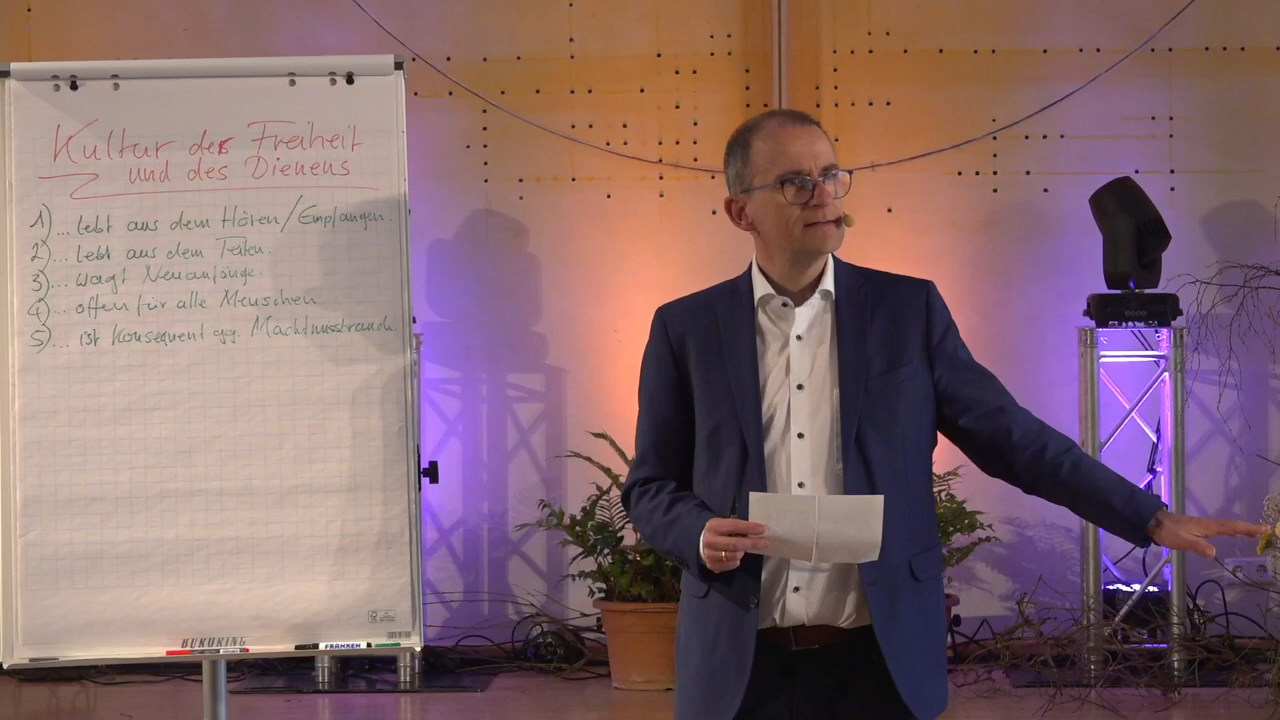 Kultur der Freiheit
und des Dienens
1) ... lebt aus dem Hören/Empfangen.
2) ... lebt aus dem Teilen.
3) ... wagt Neuanfänge.
4) ... offen für alle Menschen
5) ... ist konsequent gg. Machtmissbrauch.
BÜROKING
FRANKEN